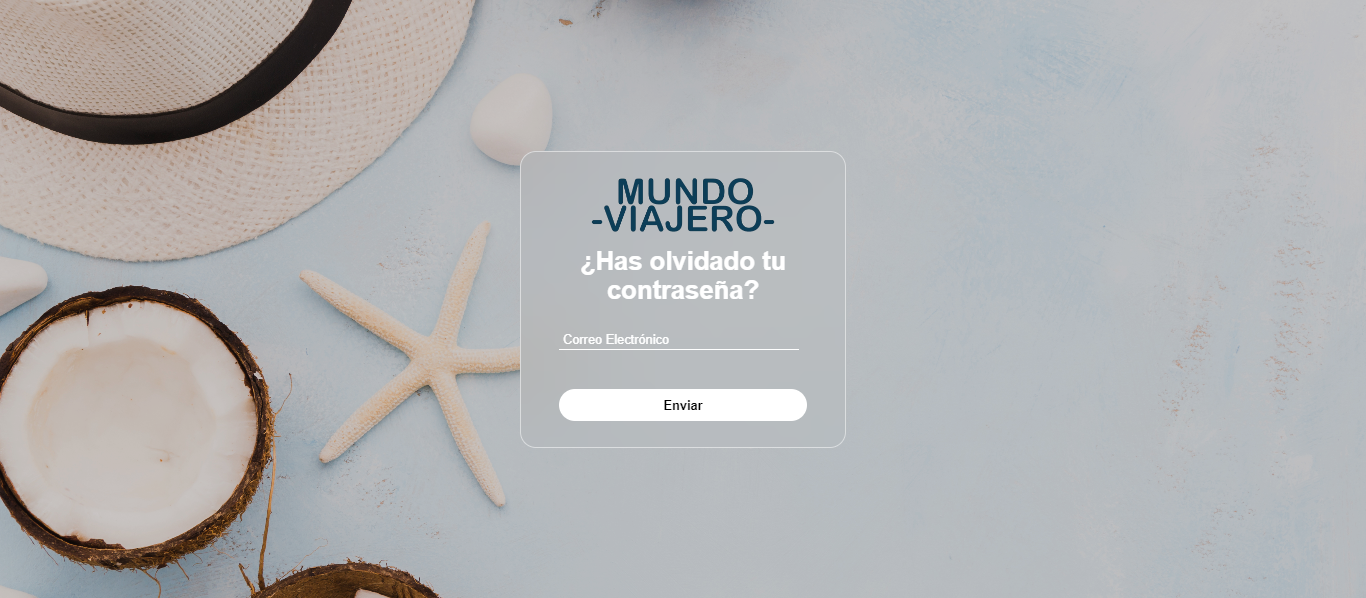 MUNDO
-VIAJERO-
¿Has olvidado tu
contraseña?
Correo Electrónico
Enviar